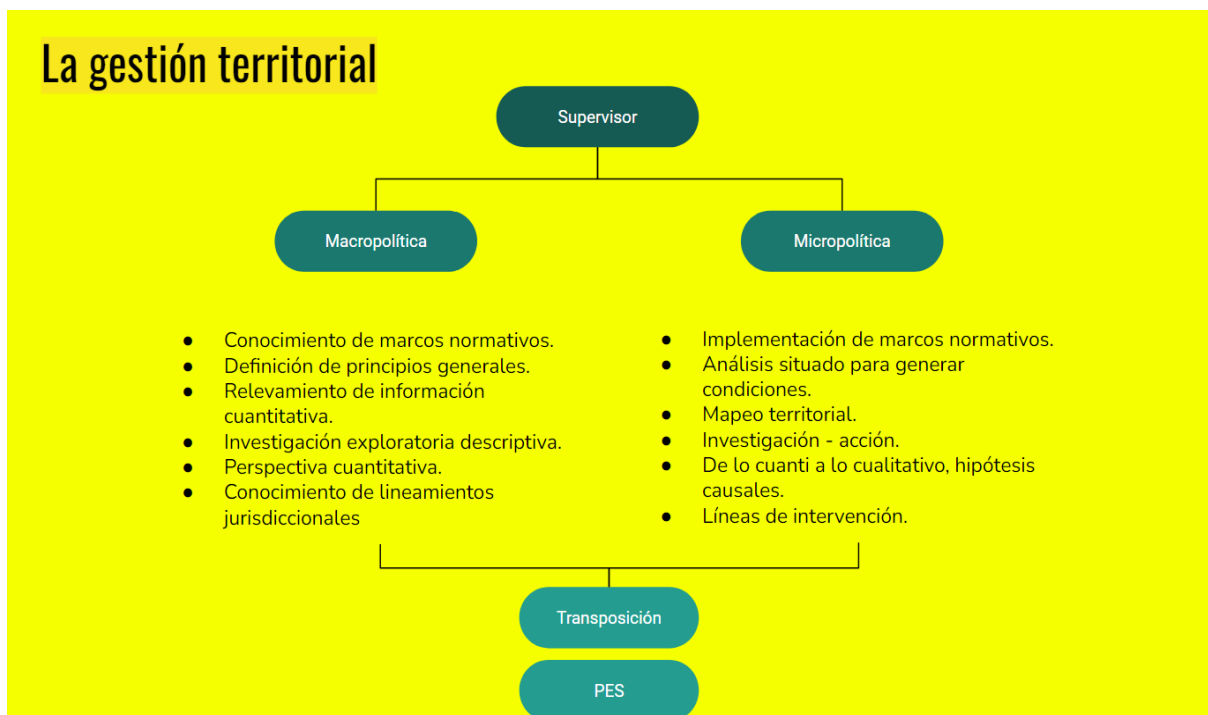 La gestión territorial
Supervisor
Macropolítica
Micropolítica
● Conocimiento de marcos normativos.
● Definición de principios generales.
● Relevamiento de información
cuantitativa.
● Investigación exploratoria descriptiva.
● Perspectiva cuantitativa.
● Conocimiento de lineamientos
jurisdiccionales
● Implementación de marcos normativos.
● Análisis situado para generar
condiciones.
● Mapeo territorial.
● Investigación - acción.
● De lo cuanti a lo cualitativo, hipótesis
causales.
● Líneas de intervención.
Transposición
PES